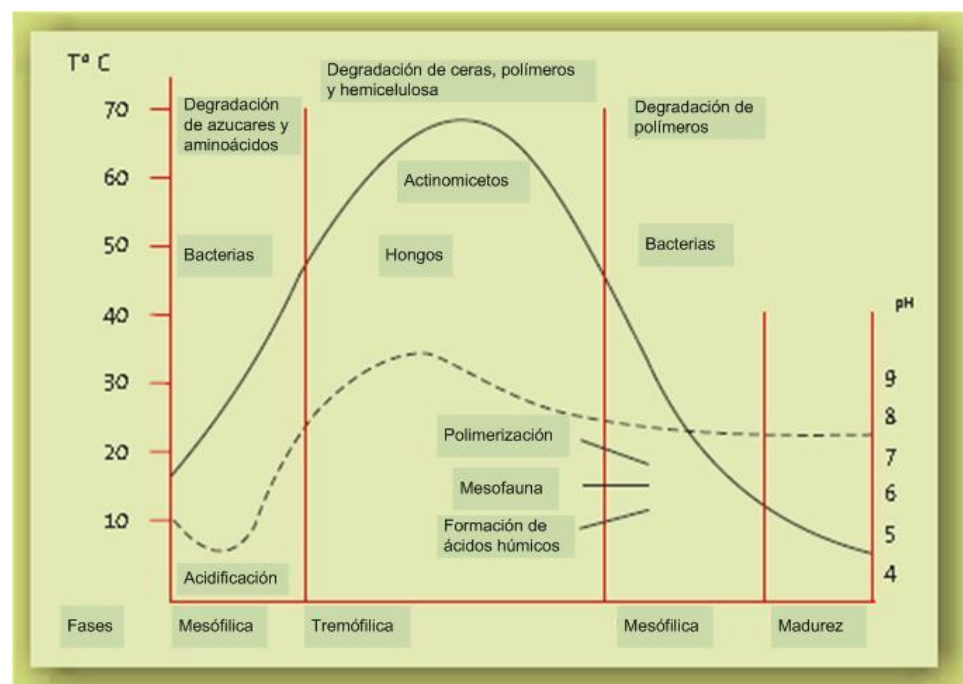 Tª C
Degradación de ceras, polímeros
y hemicelulosa
70
Degradación
de azucares y
aminoácidos
Degradación de
polímeros
60
Actinomicetos
50
Bacterias
Hongos
Bacterias
40
pH
30
9
8
20
Polimerización
7
Mesofauna
6
10
Formación de
ácidos húmicos
5
Acidificación
4
Fases
Mesófilica
Tremófilica
Mesófilica
Madurez